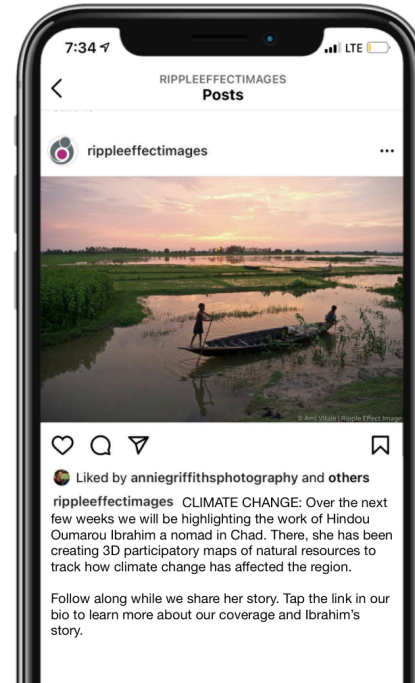 7:34 LTE
RIPPLEEFFECTIMAGES
Posts
rippleeffectimages
© Ami Vitale | Ripple Effect Image
Liked by anniegriffithsphotography and others
rippleeffectimages CLIMATE CHANGE: Over the next
few weeks we will be highlighting the work of Hindou
Oumarou Ibrahim a nomad in Chad. There, she has been
creating 3D participatory maps of natural resources to
track how climate change has affected the region.
Follow along while we share her story. Tap the link in our
bio to learn more about our coverage and Ibrahim's
story.